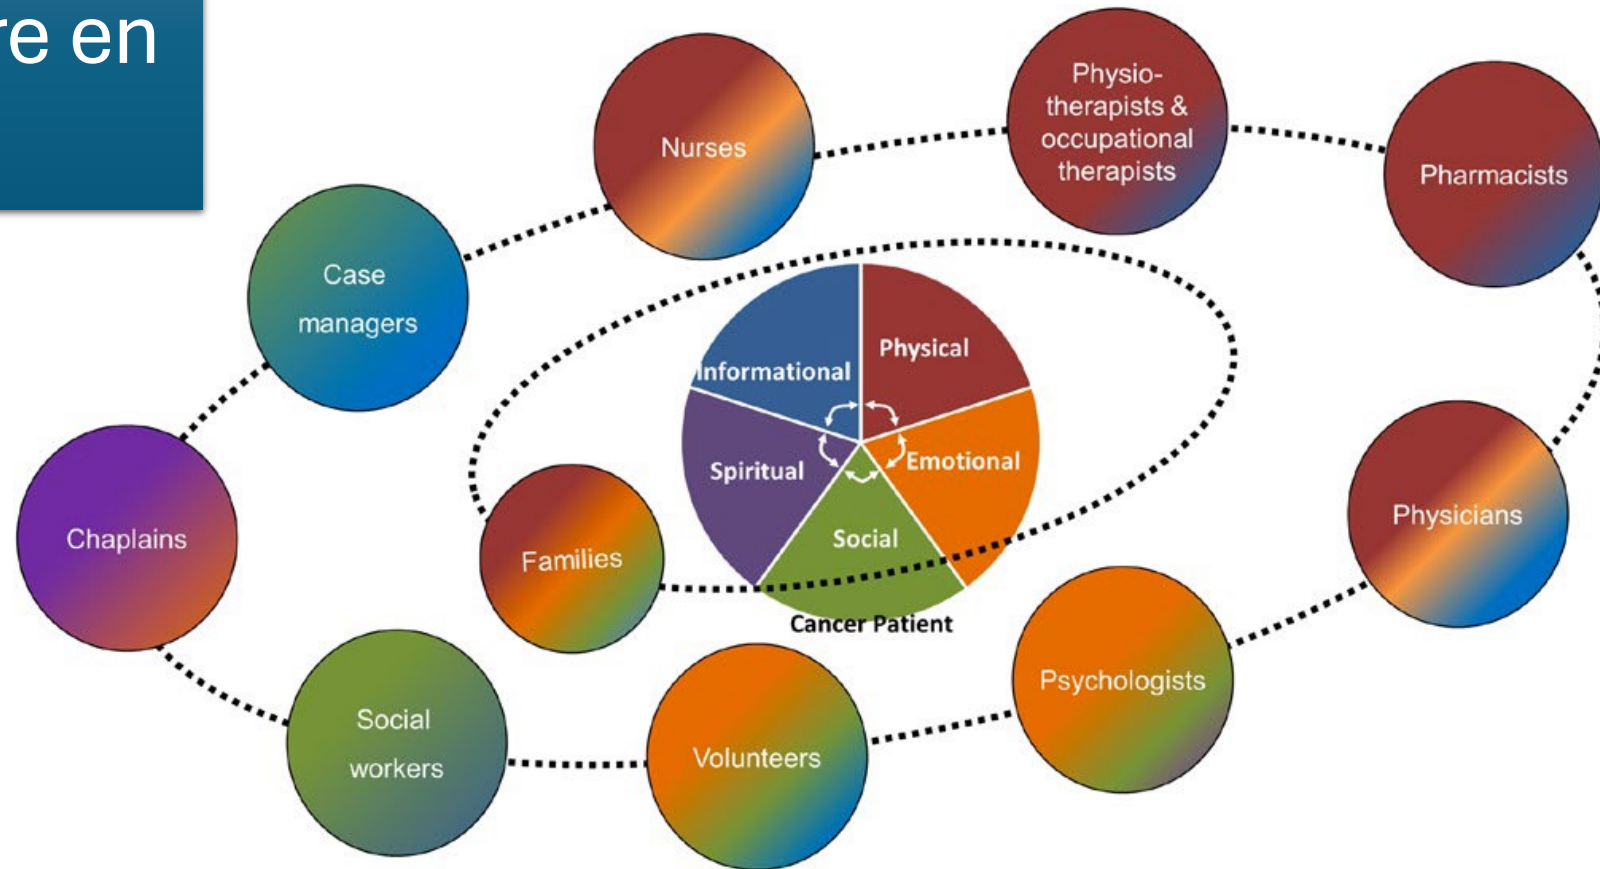 re en
Nurses
Physio-
therapists &
occupational
therapists
Pharmacists
Case
managers
Informational
Physical
Spiritual
Emotional
Social
Cancer Patient
Chaplains
Families
Physicians
Social
workers
Volunteers
Psychologists